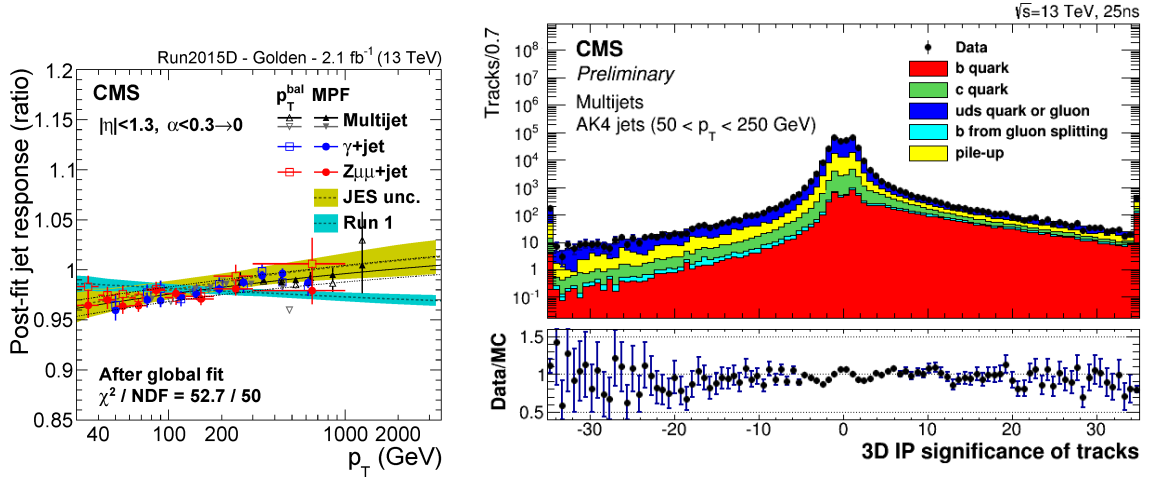 Run2015D - Golden - 2.1 fb-1 (13 TeV)
CMS
|η|<1.3, α<0.3→0
pTbal MPF
Multijet
γ+jet
Zμμ+jet
JES unc.
Run 1
After global fit
χ2 / NDF = 52.7 / 50
Post-fit jet response (ratio)
1.2
1.15
1.1
1.05
1
0.95
0.9
0.85
40 100 200 1000 2000
pT (GeV)
√s=13 TeV, 25ns
CMS
Preliminary
Multijets
AK4 jets (50 < pT < 250 GeV)
Data
b quark
c quark
uds quark or gluon
b from gluon splitting
pile-up
Tracks/0.7
108
107
106
105
104
103
102
10
1
10-1
Data/MC
1.5
1
0.5
-30 -20 -10 0 10 20 30
3D IP significance of tracks